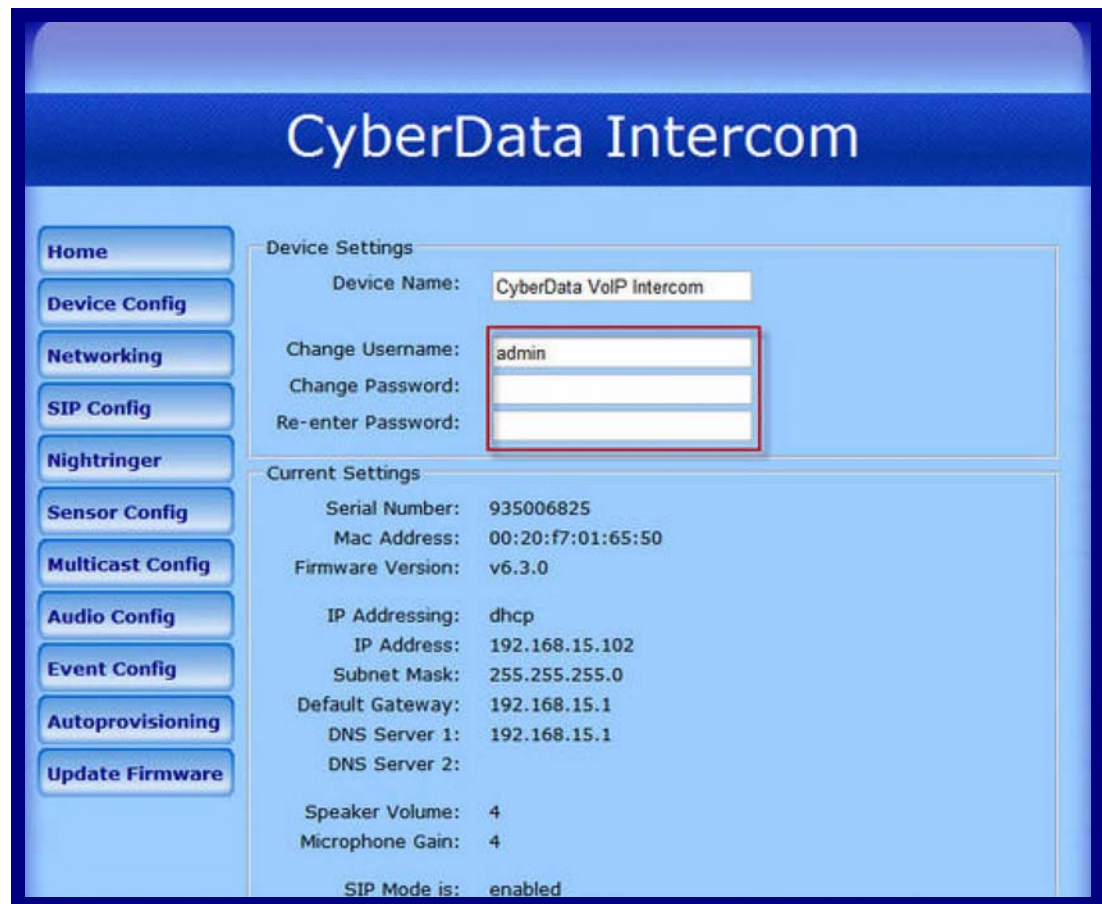 CyberData Intercom
Home
Device Config
Networking
SIP Config
Nightringer
Sensor Config
Multicast Config
Audio Config
Event Config
Autoprovisioning
Update Firmware
Device Settings
Device Name: CyberData VoIP Intercom
Change Username: admin
Change Password:
Re-enter Password:
Current Settings
Serial Number: 935006825
Mac Address: 00:20:f7:01:65:50
Firmware Version: v6.3.0
IP Addressing: dhcp
IP Address: 192.168.15.102
Subnet Mask: 255.255.255.0
Default Gateway: 192.168.15.1
DNS Server 1: 192.168.15.1
DNS Server 2:
Speaker Volume: 4
Microphone Gain: 4
SIP Mode is: enabled